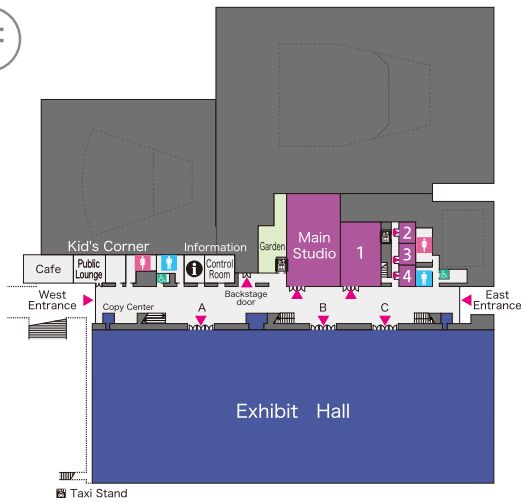 F
2
Kid's Corner
Information
Garden
Main
Studio
1
3
4
Cafe
Public
Lounge
Control
Room
West
Entrance
Copy Center
A
Backstage
door
B
C
East
Entrance
Exhibit Hall
Taxi Stand